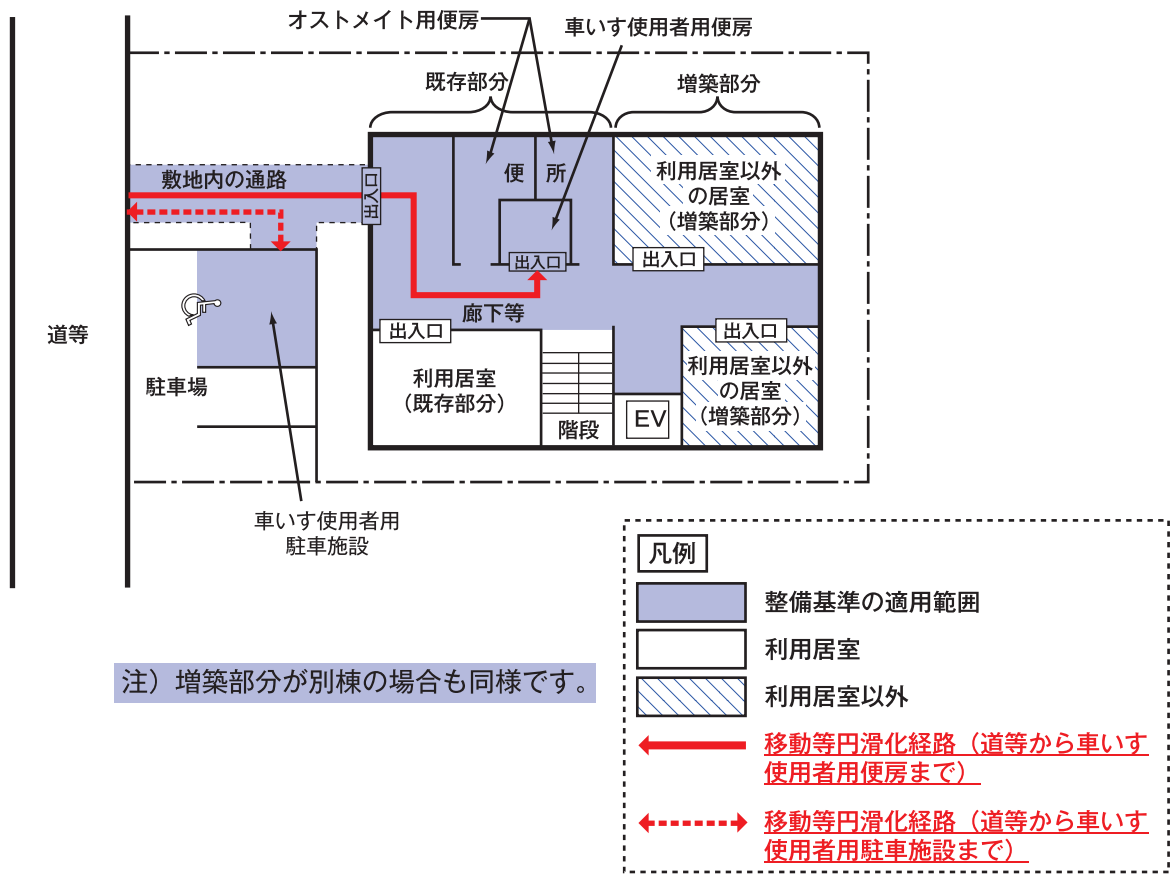 オストメイト用便房
車いす使用者用便房
既存部分
増築部分
便　所
敷地内の通路
出入口
利用居室以外
の居室
（増築部分）
出入口
出入口
廊下等
道等
出入口
出入口
利用居室
（既存部分）
利用居室以外
の居室
（増築部分）
駐車場
階段
EV
車いす使用者用
駐車施設
凡例
整備基準の適用範囲
利用居室
利用居室以外
移動等円滑化経路（道等から車いす
使用者用便房まで）
移動等円滑化経路（道等から車いす
使用者用駐車施設まで）
注）増築部分が別棟の場合も同様です。